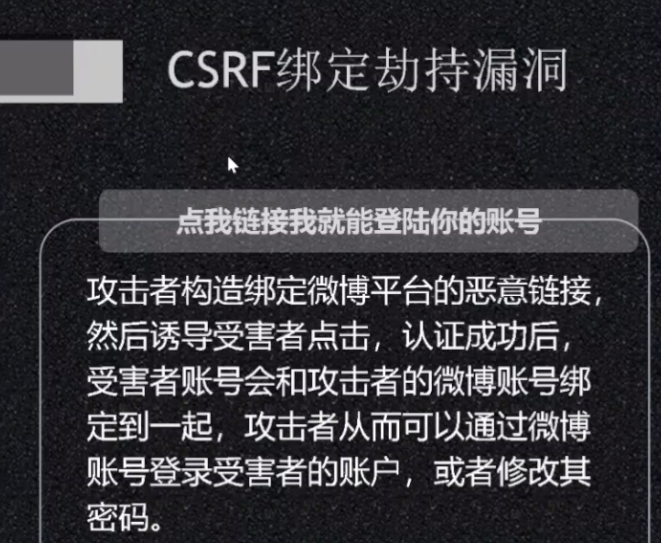 CSRF绑定劫持漏洞
点我链接我就能登陆你的账号
攻击者构造绑定微博平台的恶意链接，
然后诱导受害者点击，认证成功后，
受害者账号会和攻击者的微博账号绑
定到一起，攻击者从而可以通过微博
账号登录受害者的账户，或者修改其
密码。